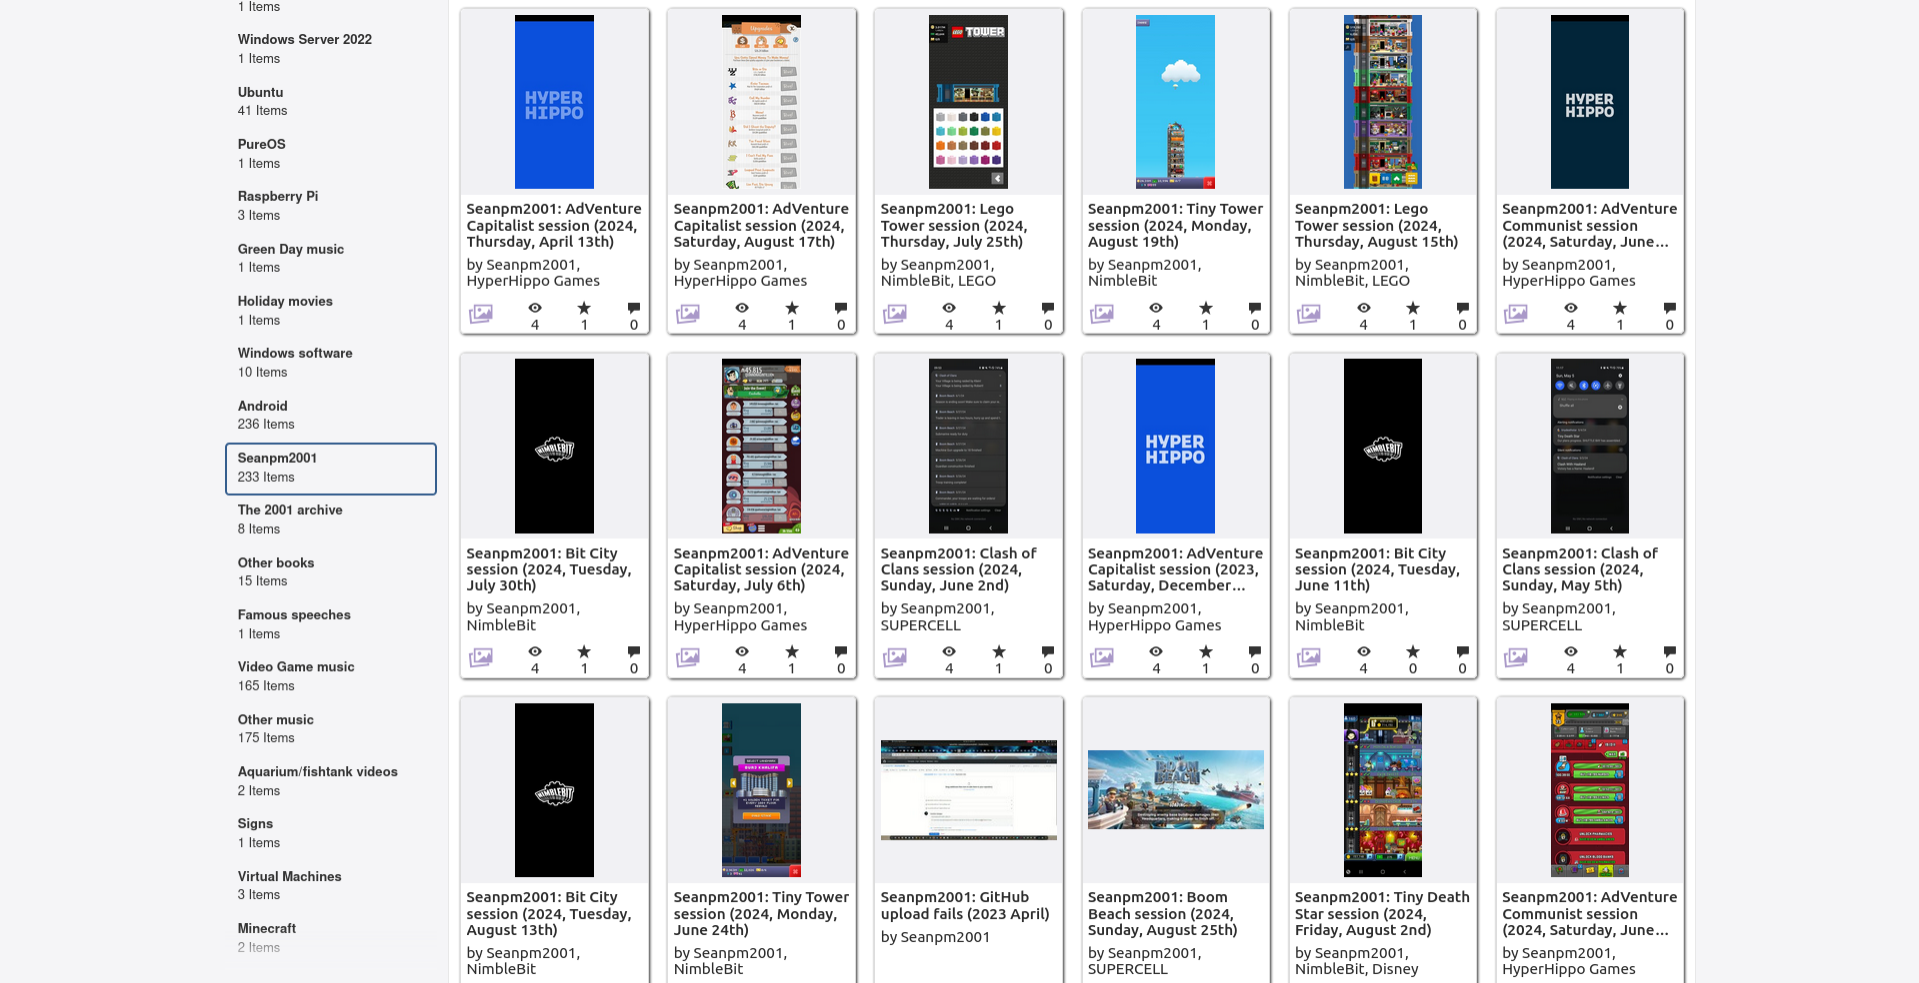 1 Items
Windows Server 2022
1 Items
Ubuntu
41 Items
PureOS
1 Items
Raspberry Pi
3 Items
Green Day music
1 Items
Holiday movies
1 Items
Windows software
10 Items
Android
236 Items
Seanpm2001
233 Items
The 2001 archive
8 Items
Other books
15 Items
Famous speeches
1 Items
Video Game music
165 Items
Other music
175 Items
Aquarium/fishtank videos
2 Items
Signs
1 Items
Virtual Machines
3 Items
Minecraft
2 Items
HYPER
HIPPO
Seanpm2001: AdVenture
Capitalist session (2024,
Thursday, April 13th)
by Seanpm2001,
HyperHippo Games
4 1 0
Upgrades
Seanpm2001: AdVenture
Capitalist session (2024,
Saturday, August 17th)
by Seanpm2001,
HyperHippo Games
4 1 0
LEGO TOWER
Seanpm2001: Lego
Tower session (2024,
Thursday, July 25th)
by Seanpm2001,
NimbleBit, LEGO
4 1 0
Seanpm2001: Tiny Tower
session (2024, Monday,
August 19th)
by Seanpm2001,
NimbleBit
4 1 0
Seanpm2001: Lego
Tower session (2024,
Thursday, August 15th)
by Seanpm2001,
NimbleBit, LEGO
4 1 0
HYPER
HIPPO
Seanpm2001: AdVenture
Communist session
(2024, Saturday, June...
by Seanpm2001,
HyperHippo Games
4 1 0
NIMBLEBIT
Seanpm2001: Bit City
session (2024, Tuesday,
July 30th)
by Seanpm2001,
NimbleBit
4 1 0
Seanpm2001: AdVenture
Capitalist session (2024,
Saturday, July 6th)
by Seanpm2001,
HyperHippo Games
4 1 0
Seanpm2001: Clash of
Clans session (2024,
Sunday, June 2nd)
by Seanpm2001,
SUPERCELL
4 1 0
HYPER
HIPPO
Seanpm2001: AdVenture
Capitalist session (2023,
Saturday, December...
by Seanpm2001,
HyperHippo Games
4 1 0
NIMBLEBIT
Seanpm2001: Bit City
session (2024, Tuesday,
June 11th)
by Seanpm2001,
NimbleBit
4 0 0
Sun, May 5
Seanpm2001: Clash of
Clans session (2024,
Sunday, May 5th)
by Seanpm2001,
SUPERCELL
4 1 0
NIMBLEBIT
Seanpm2001: Bit City
session (2024, Tuesday,
August 13th)
by Seanpm2001,
NimbleBit
Seanpm2001: Tiny Tower
session (2024, Monday,
June 24th)
by Seanpm2001,
NimbleBit
Seanpm2001: GitHub
upload fails (2023 April)
by Seanpm2001
BOOM
BEACH
Seanpm2001: Boom
Beach session (2024,
Sunday, August 25th)
by Seanpm2001,
SUPERCELL
Seanpm2001: Tiny Death
Star session (2024,
Friday, August 2nd)
by Seanpm2001,
NimbleBit, Disney
Seanpm2001: AdVenture
Communist session
(2024, Saturday, June...
by Seanpm2001,
HyperHippo Games